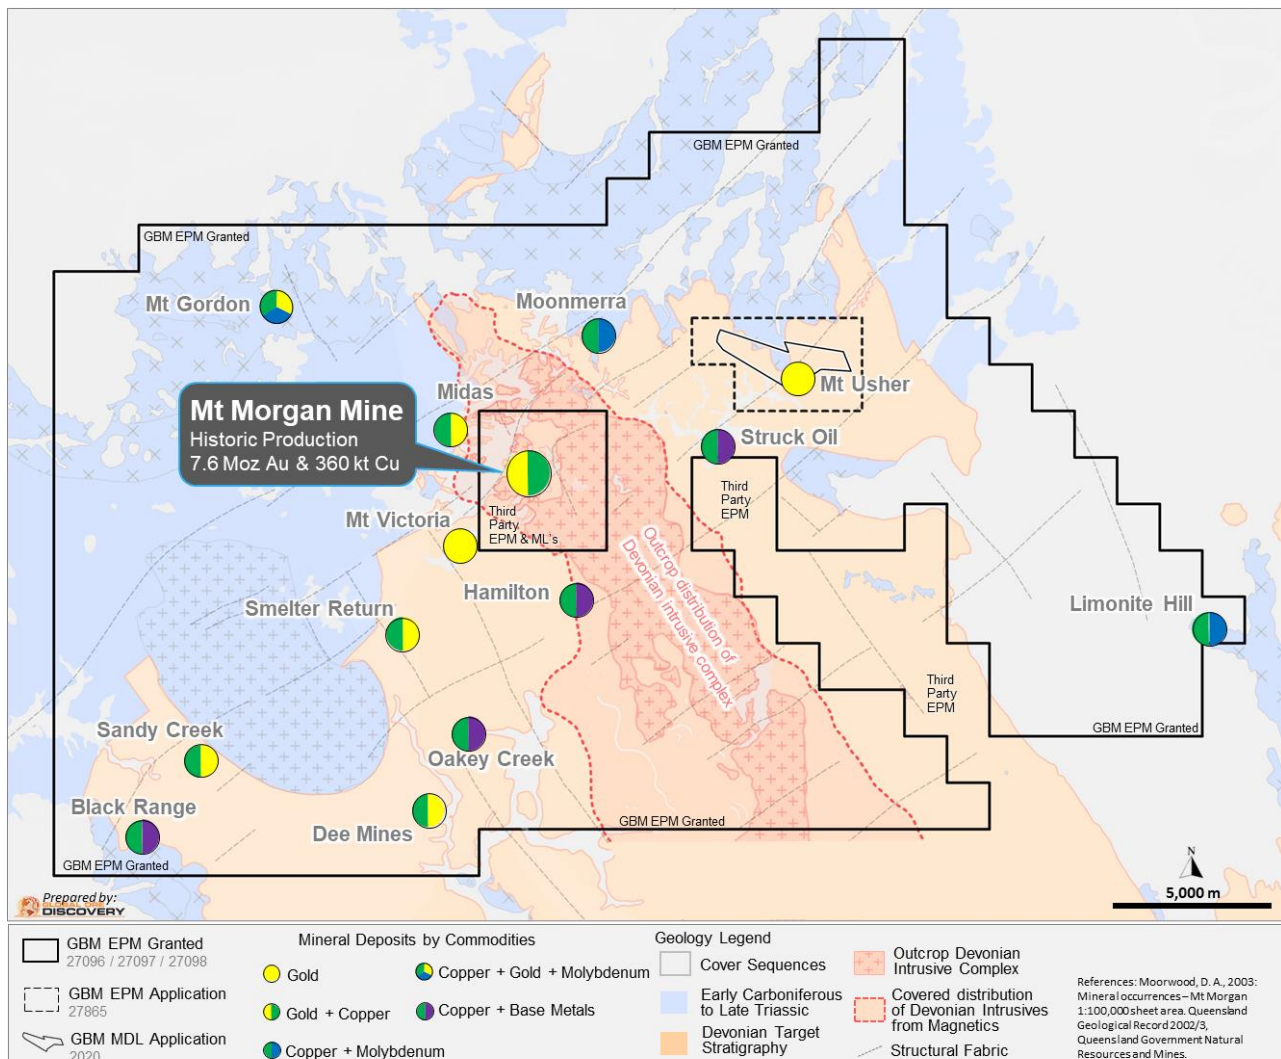 GBM EPM Granted
GBM EPM Granted
Mt Gordon
Moonmerra
Mt Usher
Midas
Mt Morgan Mine
Historic Production
7.6 Moz Au & 360 kt Cu
Struck Oil
Third
Party
EPM
Third
Party
EPM & ML's
Mt Victoria
Outcrop distribution of
Devonian intrusive complex
Hamilton
Limonite Hill
Smelter Return
Third
Party
EPM
GBM EPM Granted
Sandy Creek
Oakey Creek
Black Range
Dee Mines
GBM EPM Granted
GBM EPM Granted
N
5,000 m
Prepared by:
GLOBAL ORE
DISCOVERY
GBM EPM Granted
27096 / 27097 / 27098
GBM EPM Application
27865
GBM MDL Application
2020
Mineral Deposits by Commodities
Gold
Gold + Copper
Copper + Molybdenum
Copper + Gold + Molybdenum
Copper + Base Metals
Geology Legend
Cover Sequences
Early Carboniferous
to Late Triassic
Devonian Target
Stratigraphy
Outcrop Devonian
Intrusive Complex
Covered distribution
of Devonian Intrusives
from Magnetics
Structural Fabric
References: Moorwood, D. A., 2003:
Mineral occurrences – Mt Morgan
1:100,000 sheet area. Queensland
Geological Record 2002/3,
Queensland Government Natural
Resources and Mines.